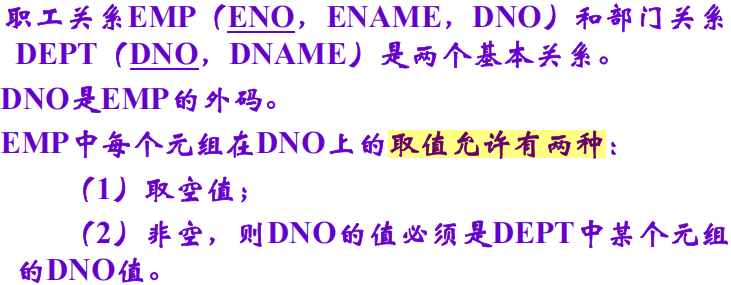 职工关系EMP（ENO，ENAME，DNO）和部门关系
DEPT（DNO，DNAME）是两个基本关系。
DNO是EMP的外码。
EMP中每个元组在DNO上的取值允许有两种：
（1）取空值；
（2）非空，则DNO的值必须是DEPT中某个元组
的DNO值。